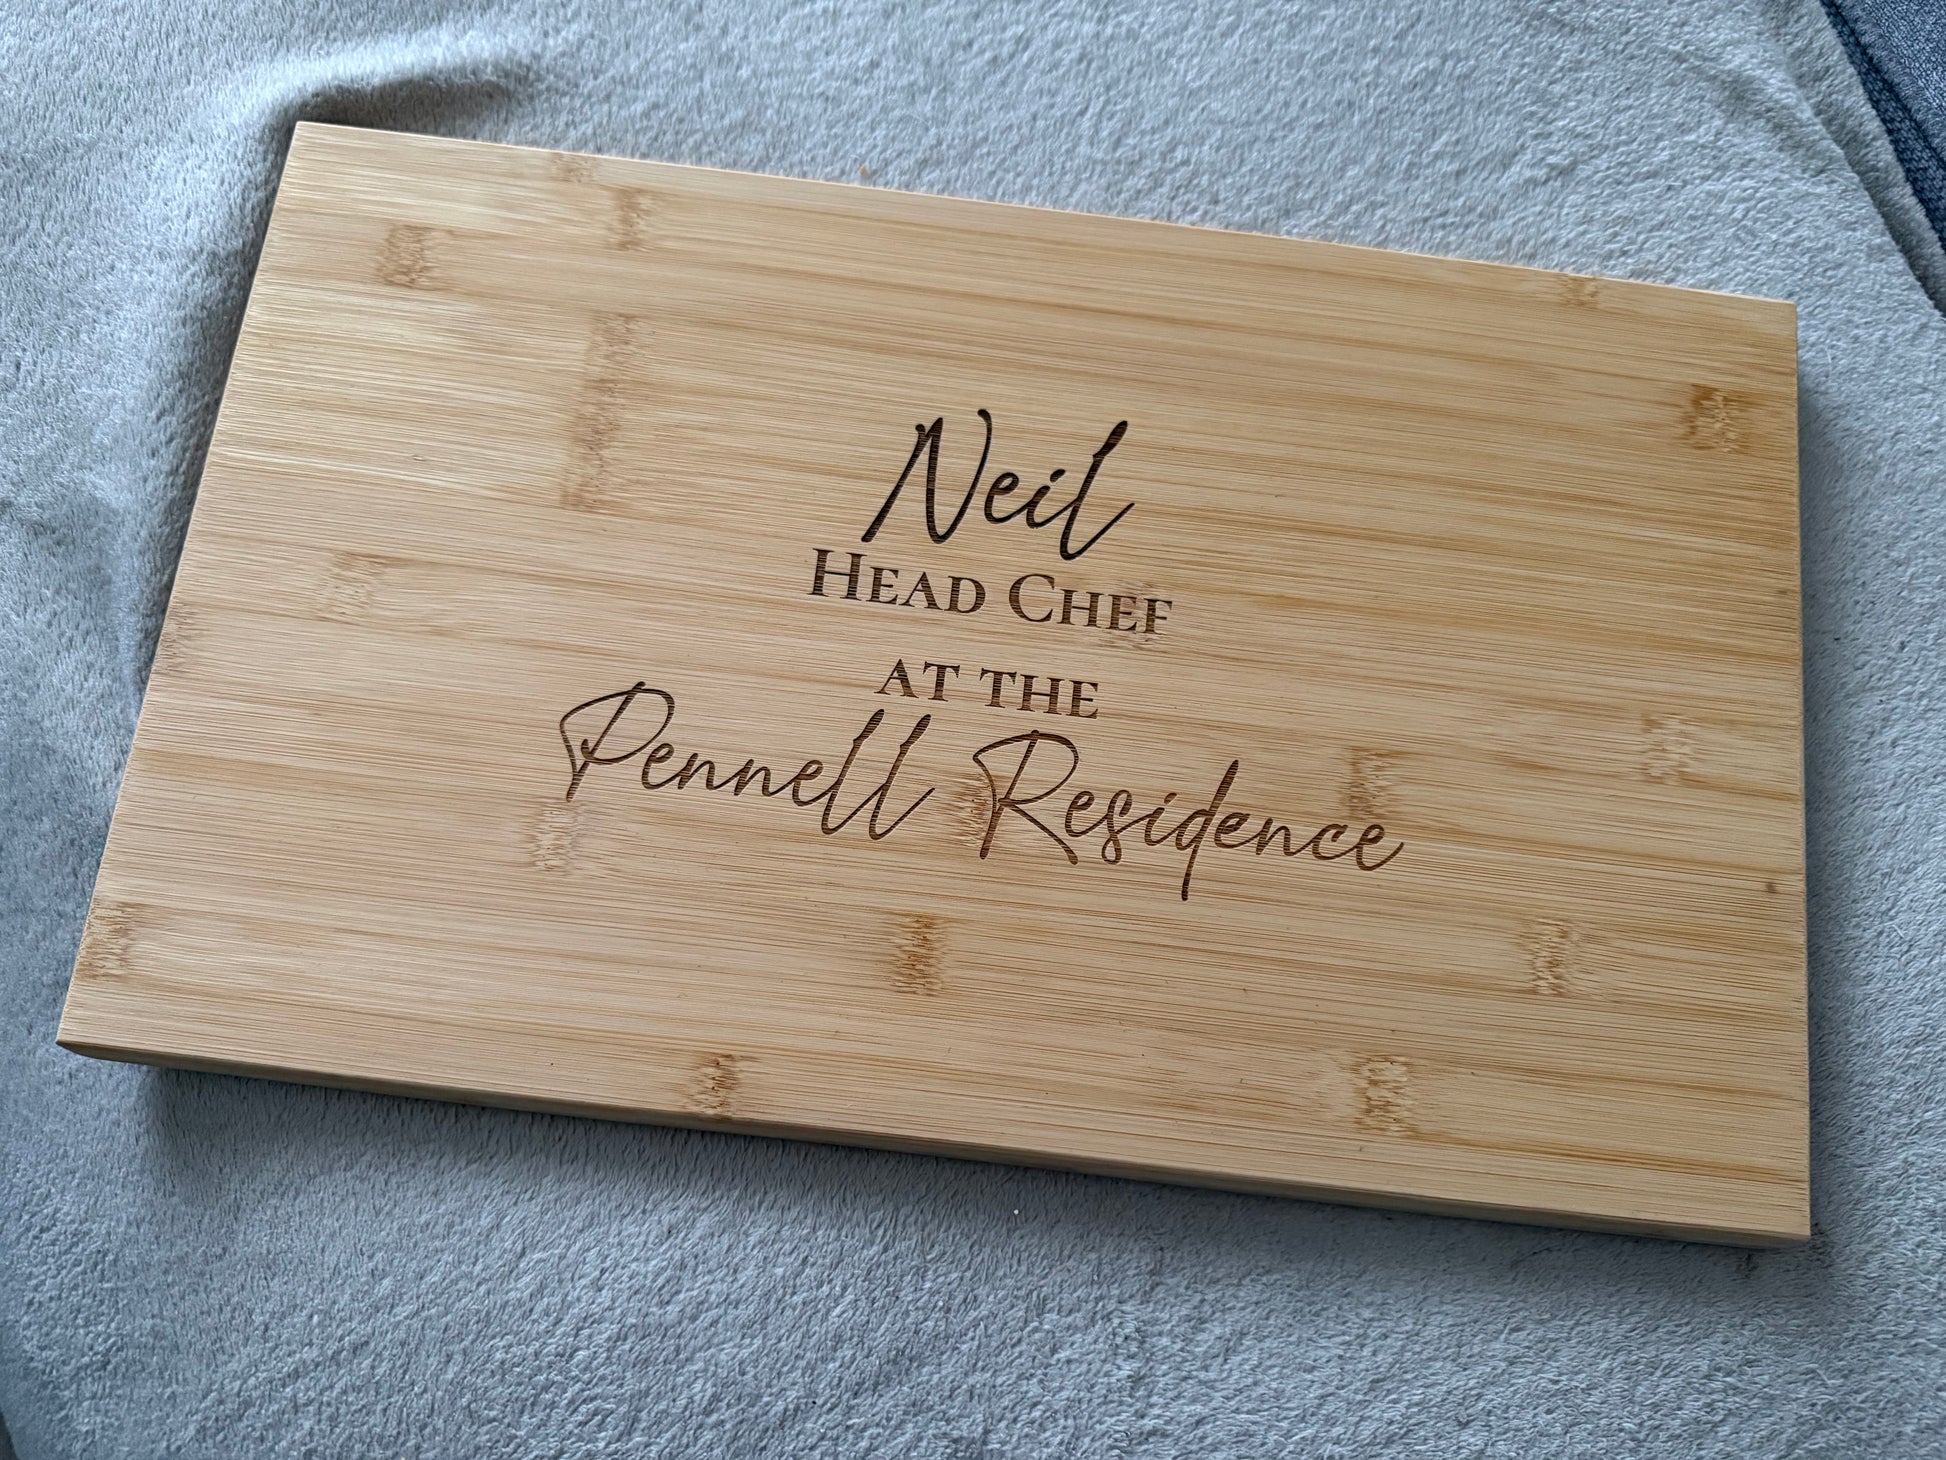 Neil
Head Chef
at the
Pennell Residence